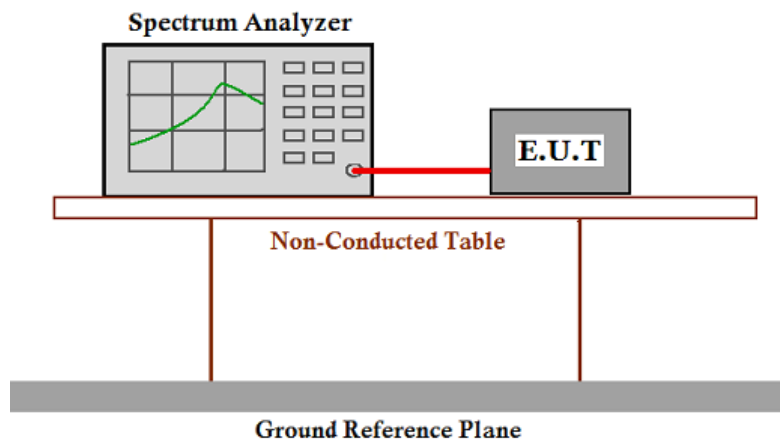 Spectrum Analyzer
E.U.T
Non-Conducted Table
Ground Reference Plane